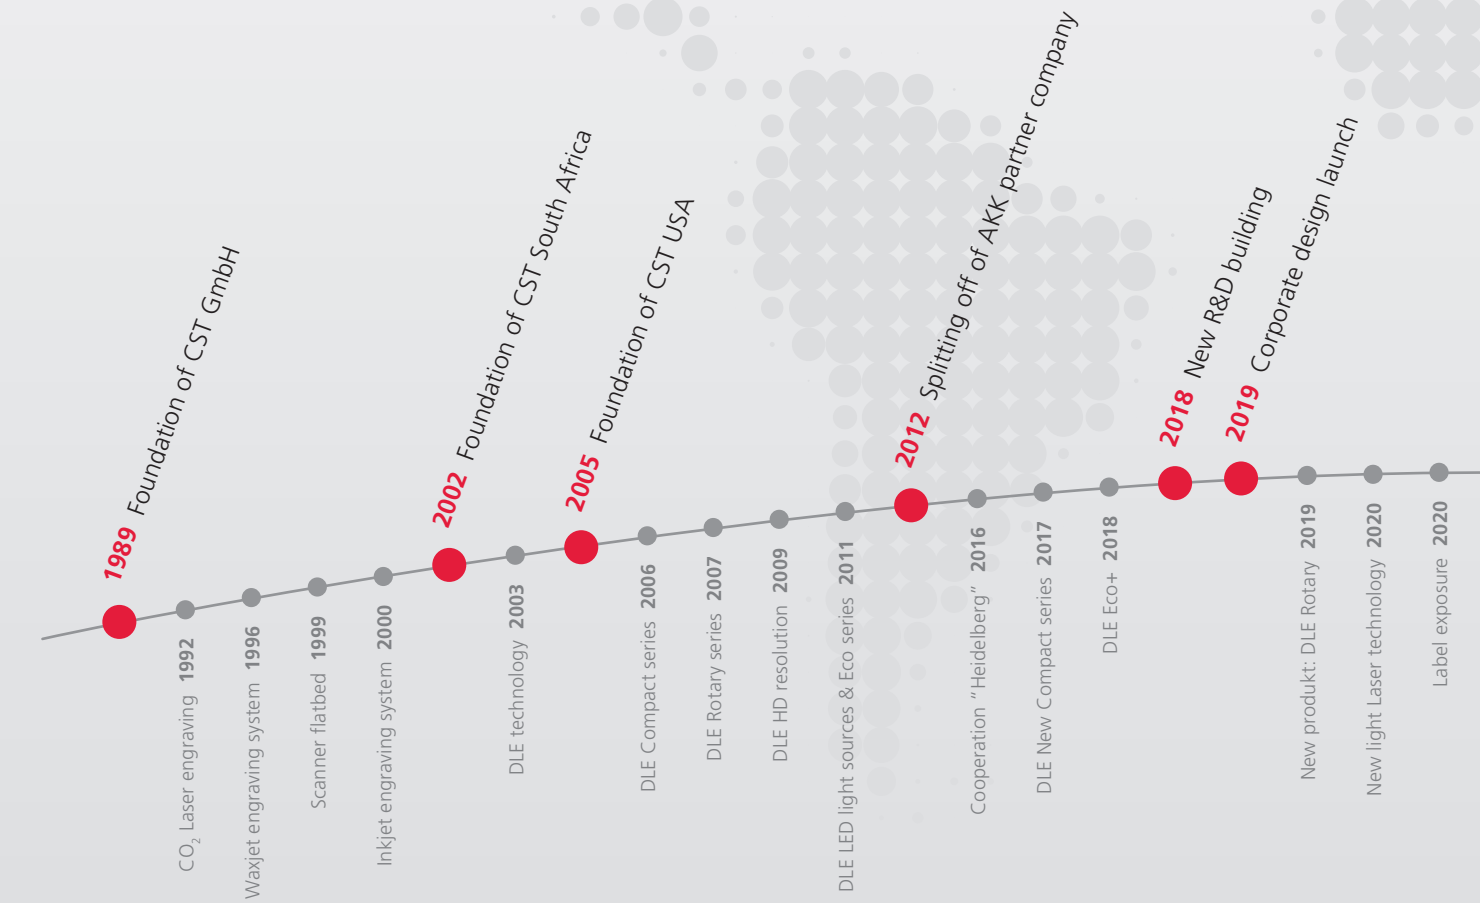 1989 Foundation of CST GmbH
CO₂ Laser engraving 1992
Waxjet engraving system 1996
Scanner flatbed 1999
Inkjet engraving system 2000
2002 Foundation of CST South Africa
DLE technology 2003
2005 Foundation of CST USA
DLE Compact series 2006
DLE Rotary series 2007
DLE HD resolution 2009
DLE LED light sources & Eco series 2011
2012 Splitting off of AKK partner company
Cooperation “Heidelberg” 2016
DLE New Compact series 2017
DLE Eco+ 2018
2018 New R&D building
2019 Corporate design launch
New produkt: DLE Rotary 2019
New light Laser technology 2020
Label exposure 2020